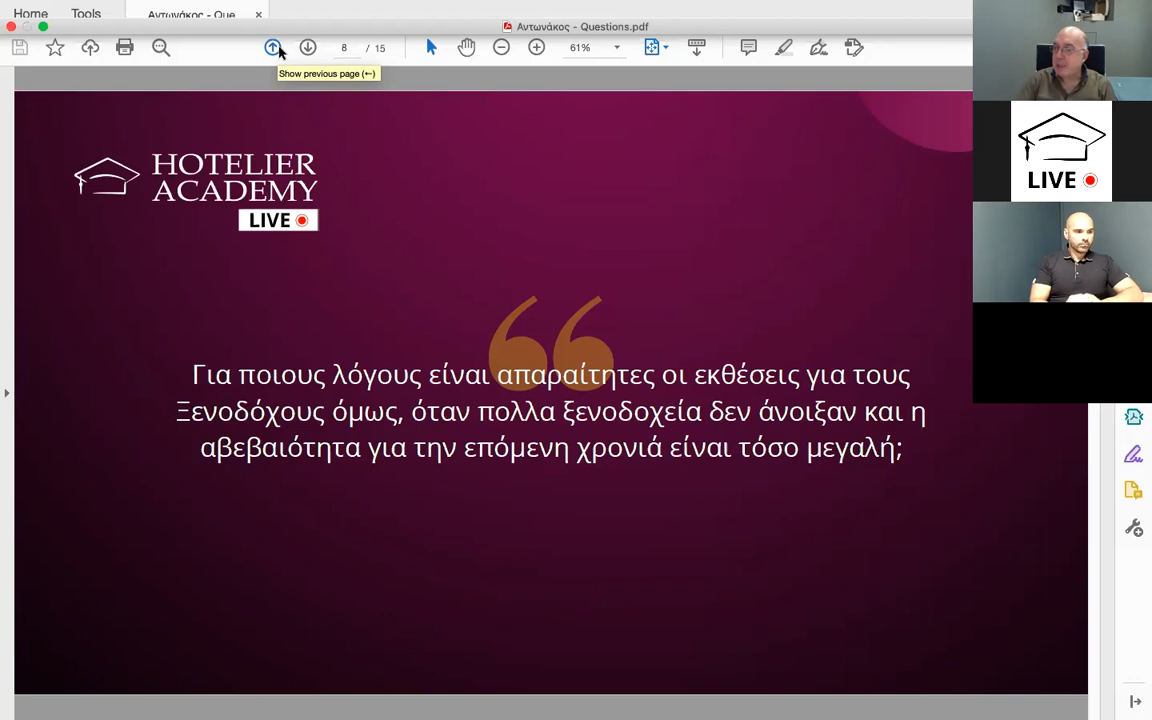 Home
Tools
Αντωνάκος - Que...
×
Αντωνάκος - Questions.pdf
8 / 15
61%
Show previous page (←)
HOTELIER
ACADEMY
LIVE
LIVE
“
Για ποιους λόγους είναι απαραίτητες οι εκθέσεις για τους
Ξενοδόχους όμως, όταν πολλα ξενοδοχεία δεν άνοιξαν και η
αβεβαιότητα για την επόμενη χρονιά είναι τόσο μεγαλή;